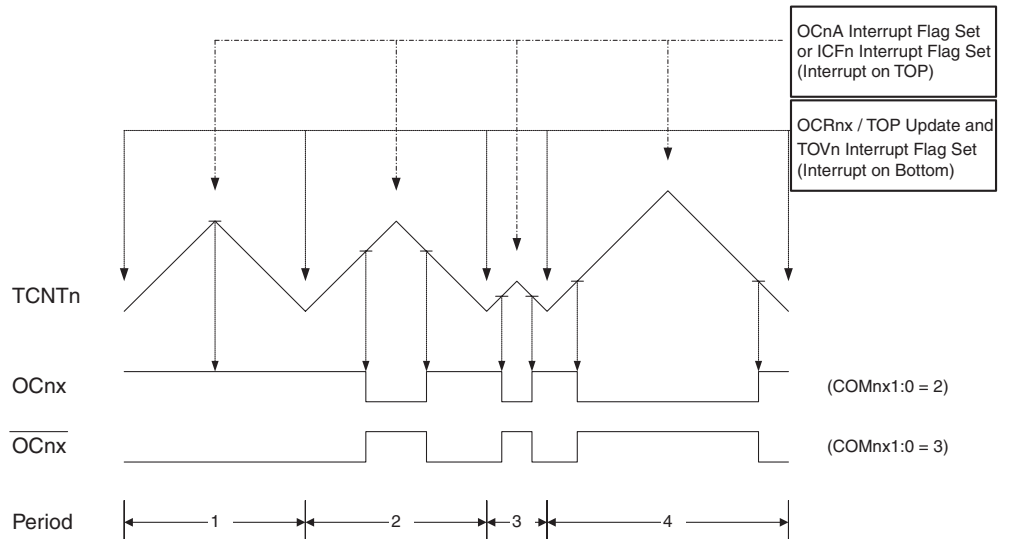 OCnA Interrupt Flag Set
or ICFn Interrupt Flag Set
(Interrupt on TOP)
OCRnx / TOP Update and
TOVn Interrupt Flag Set
(Interrupt on Bottom)
TCNTn
OCnx
(COMnx1:0 = 2)
OCnx
(COMnx1:0 = 3)
Period
1
2
3
4